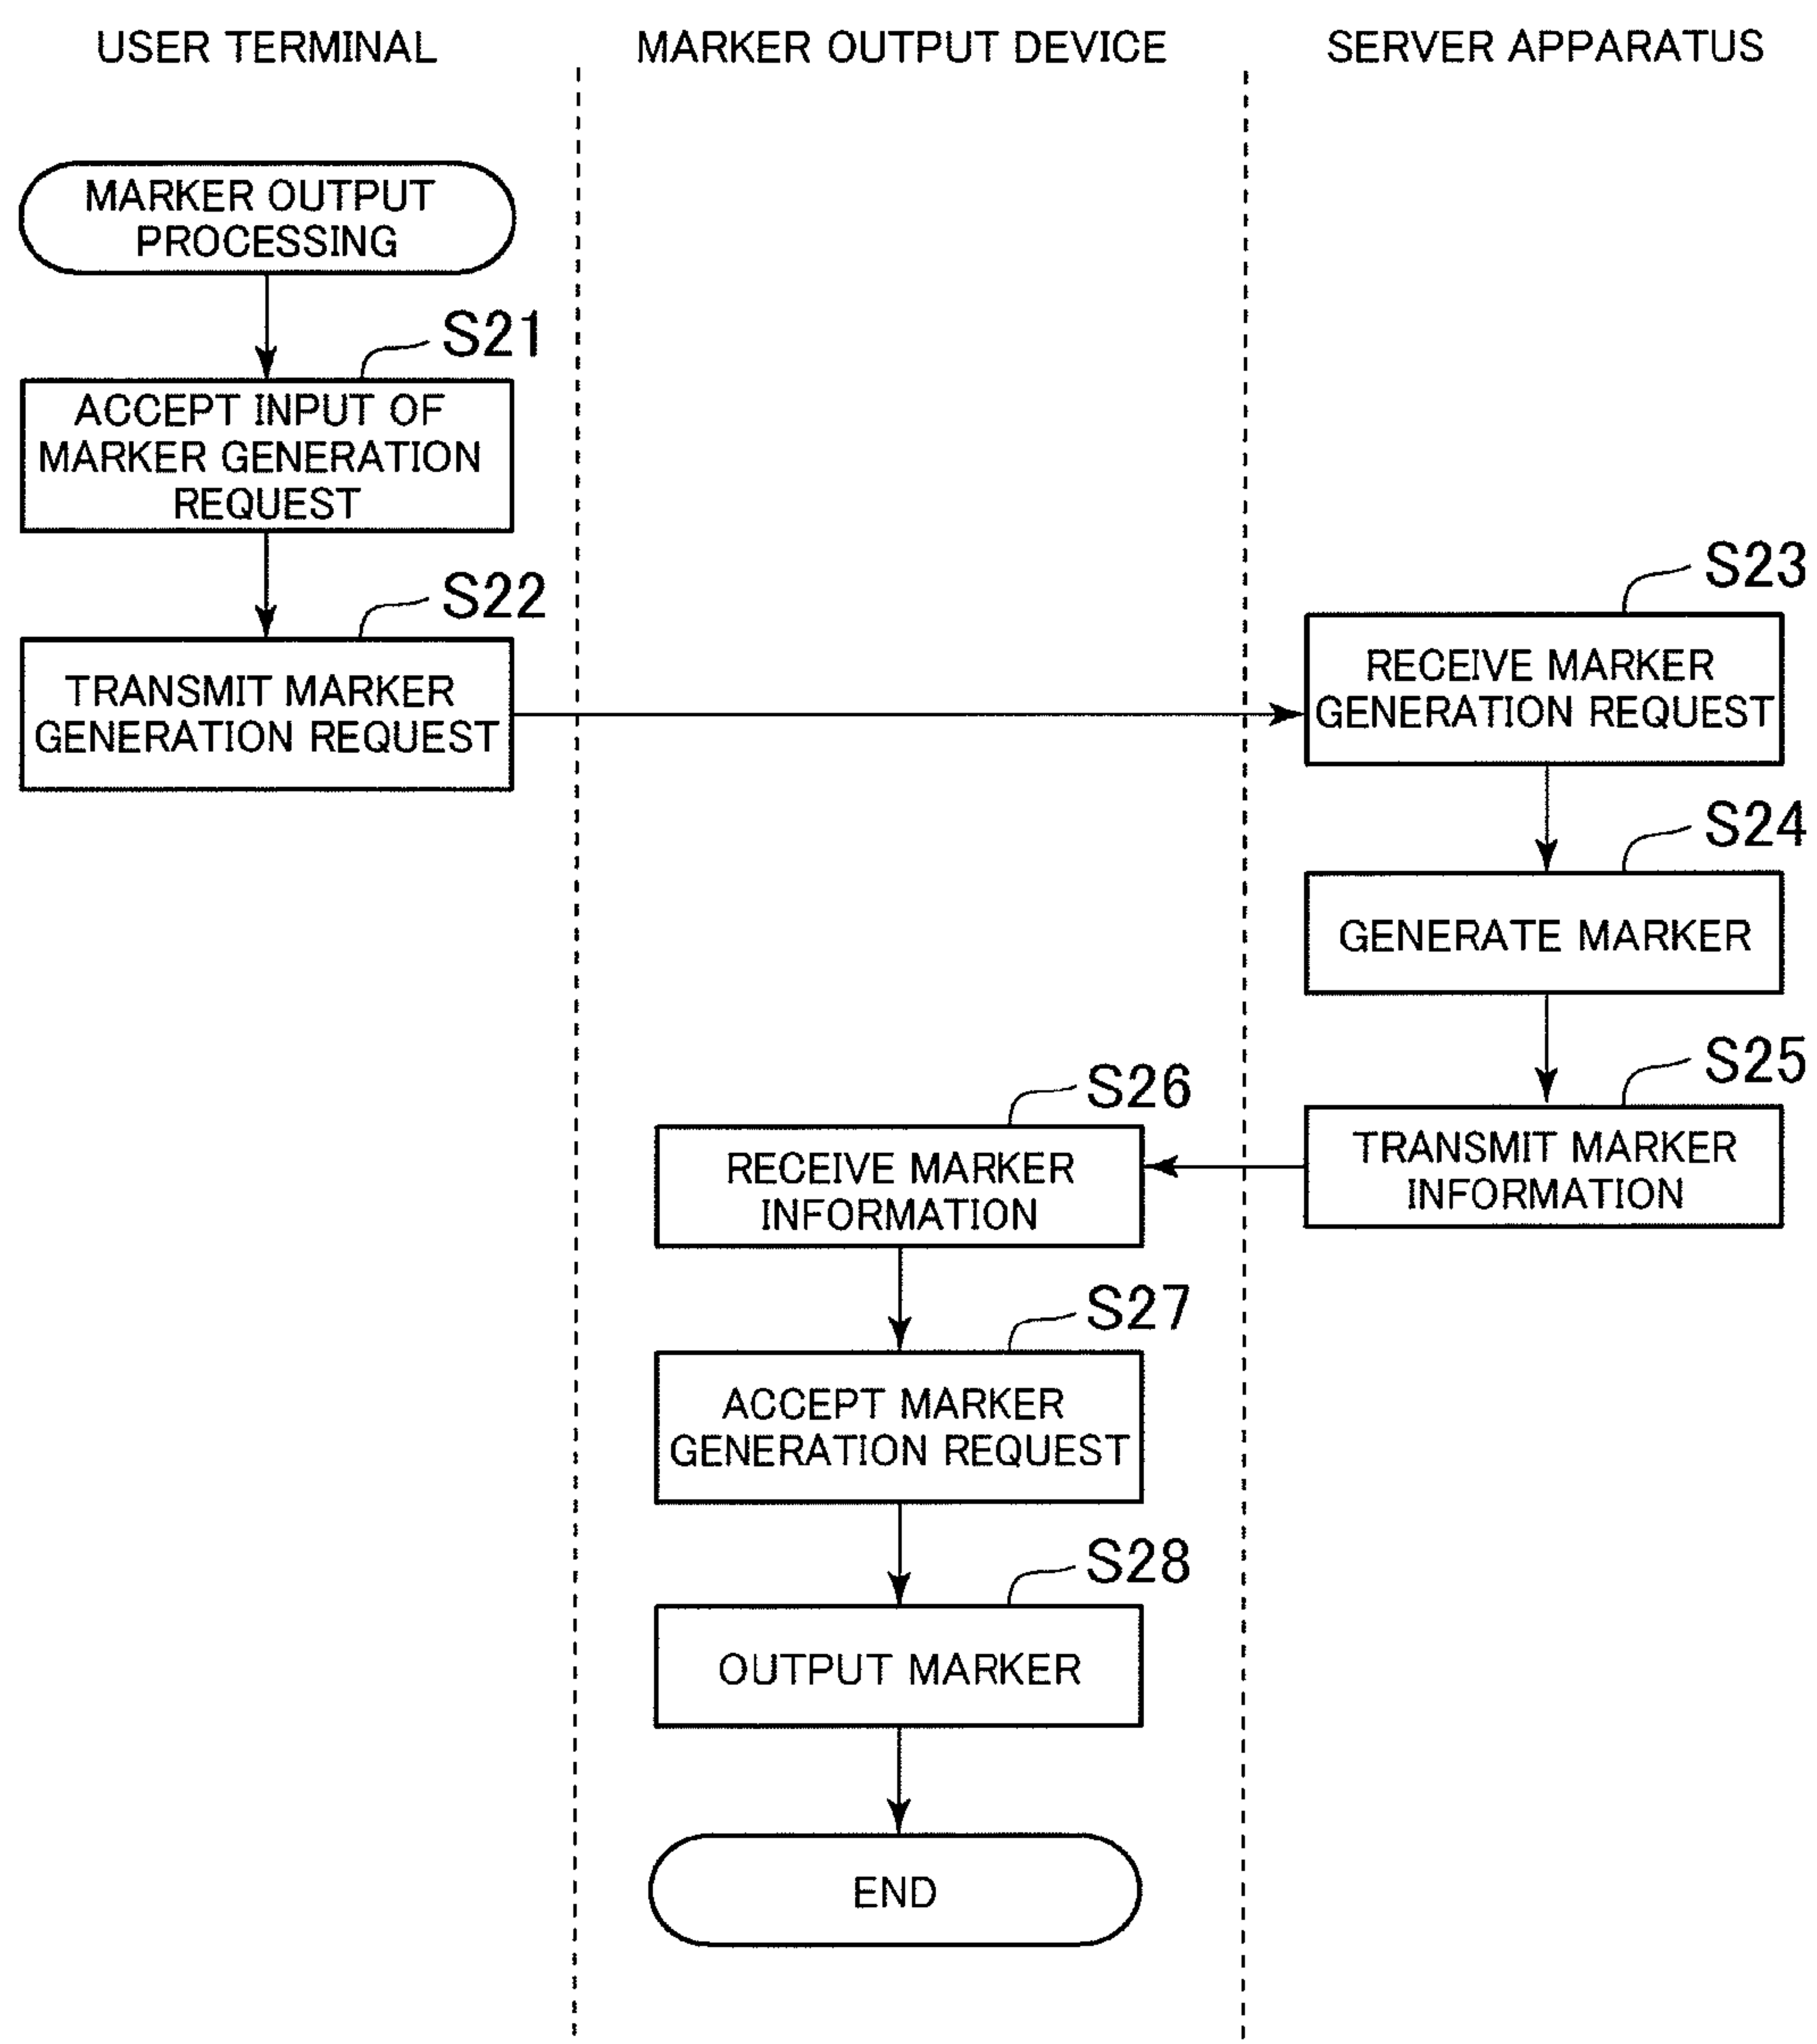 USER TERMINAL
MARKER OUTPUT DEVICE
SERVER APPARATUS
MARKER OUTPUT
PROCESSING
S21
ACCEPT INPUT OF
MARKER GENERATION
REQUEST
S22
TRANSMIT MARKER
GENERATION REQUEST
S23
RECEIVE MARKER
GENERATION REQUEST
S24
GENERATE MARKER
S25
TRANSMIT MARKER
INFORMATION
S26
RECEIVE MARKER
INFORMATION
S27
ACCEPT MARKER
GENERATION REQUEST
S28
OUTPUT MARKER
END